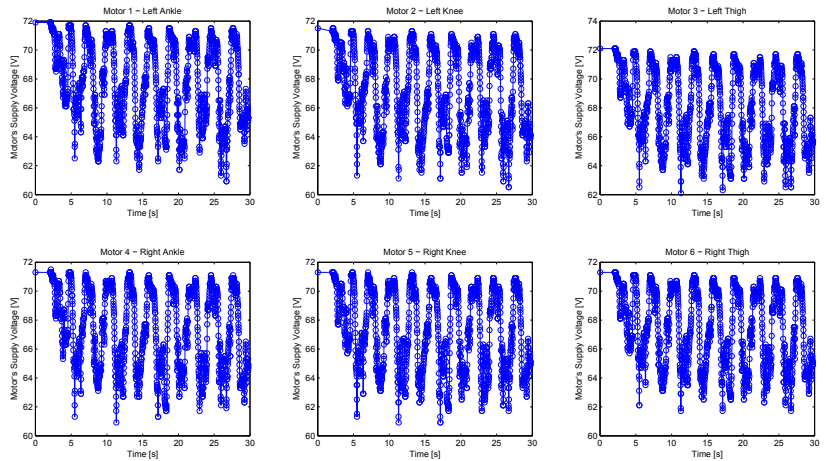 Motor 1 − Left Ankle
Motor 2 − Left Knee
Motor 3 − Left Thigh
Motor's Supply Voltage [V]
72
70
68
66
64
62
60
0 5 10 15 20 25 30
Time [s]
Motor's Supply Voltage [V]
72
70
68
66
64
62
60
0 5 10 15 20 25 30
Time [s]
Motor's Supply Voltage [V]
74
72
70
68
66
64
62
0 5 10 15 20 25 30
Time [s]
Motor 4 − Right Ankle
Motor 5 − Right Knee
Motor 6 − Right Thigh
Motor's Supply Voltage [V]
72
70
68
66
64
62
60
0 5 10 15 20 25 30
Time [s]
Motor's Supply Voltage [V]
72
70
68
66
64
62
60
0 5 10 15 20 25 30
Time [s]
Motor's Supply Voltage [V]
72
70
68
66
64
62
60
0 5 10 15 20 25 30
Time [s]